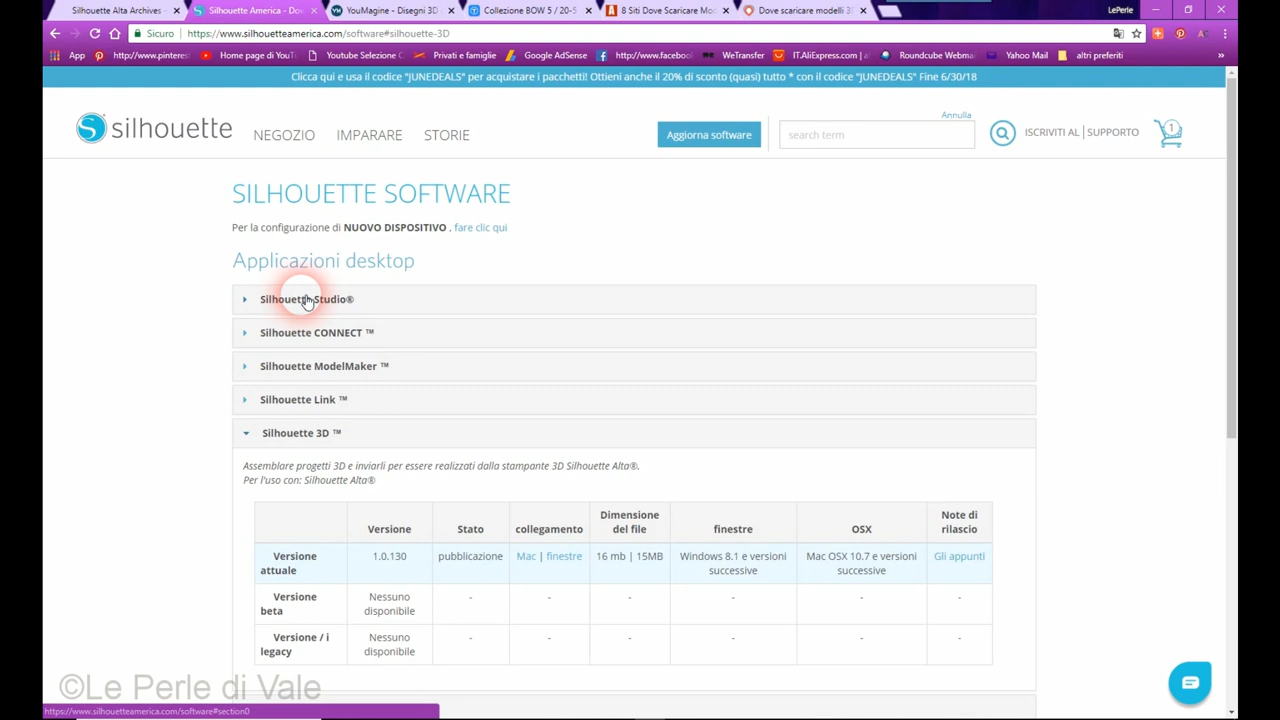 Silhouette Alta Archives –
Silhouette America - Do
YouMagine – Disegni 3D
Collezione BOW 5 / 20-5
8 Siti Dove Scaricare Mod
Dove scaricare modelli 3
LePerle
Sicuro
https://www.silhouetteamerica.com/software#silhouette-3D
App
http://www.pinteres
Home page di YouT
Youtube Selezione C
Privati e famiglie
Google AdSense
http://www.facebook
WeTransfer
IT.AliExpress.com |
Roundcube Webma
Yahoo Mail
altri preferiti
Clicca qui e usa il codice "JUNEDEALS" per acquistare i pacchetti! Ottieni anche il 20% di sconto (quasi) tutto * con il codice "JUNEDEALS" Fine 6/30/18
silhouette
NEGOZIO
IMPARARE
STORIE
Aggiorna software
Annulla
search term
ISCRIVITI AL | SUPPORTO
1
SILHOUETTE SOFTWARE
Per la configurazione di NUOVO DISPOSITIVO , fare clic qui
Applicazioni desktop
Silhouette Studio®
Silhouette CONNECT ™
Silhouette ModelMaker ™
Silhouette Link ™
Silhouette 3D ™
Assemblare progetti 3D e inviarli per essere realizzati dalla stampante 3D Silhouette Alta®.
Per l'uso con: Silhouette Alta®
Versione
Stato
collegamento
Dimensione
del file
finestre
OSX
Note di
rilascio
Versione
attuale
1.0.130
pubblicazione
Mac | finestre
16 mb | 15MB
Windows 8.1 e versioni
successive
Mac OSX 10.7 e versioni
successive
Gli appunti
Versione
beta
Nessuno
disponibile
-
-
-
-
-
-
Versione / i
legacy
Nessuno
disponibile
-
-
-
-
-
-
©Le Perle di Vale
https://www.silhouetteamerica.com/software#section0